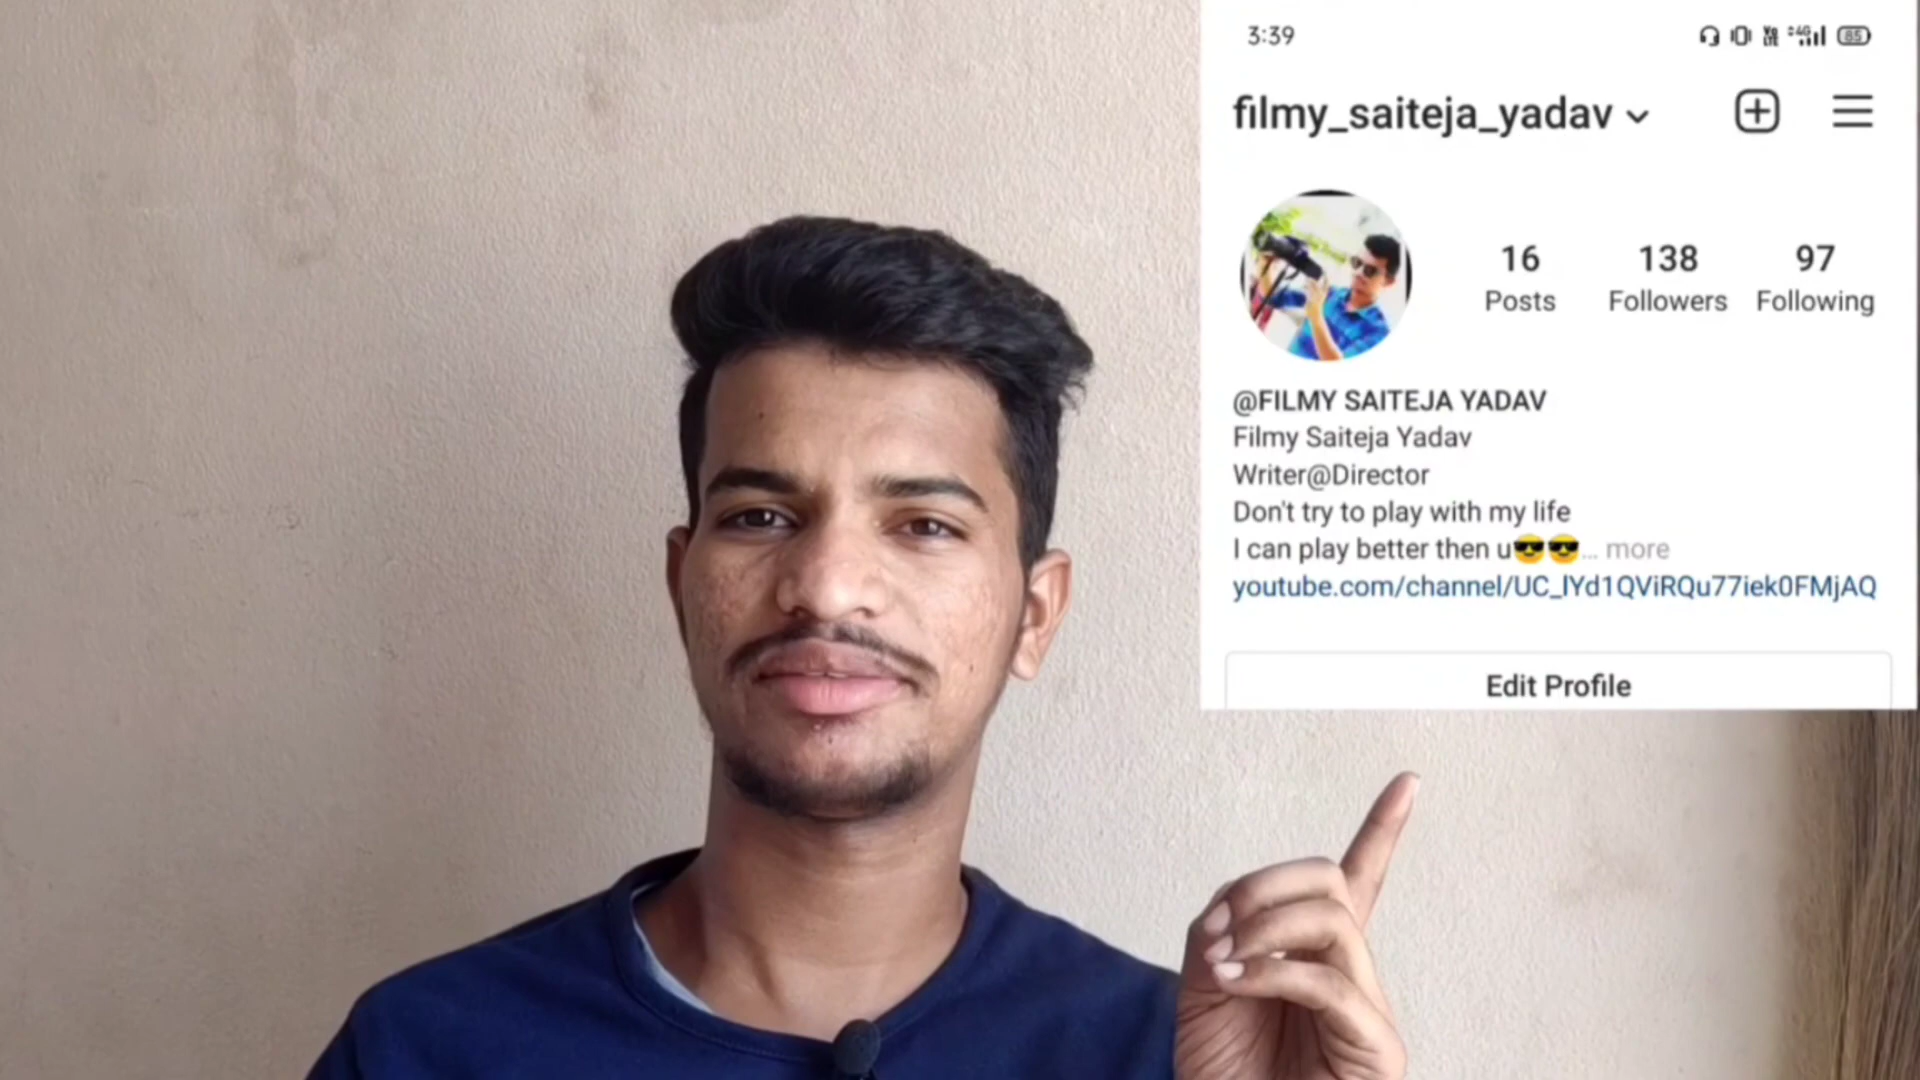 3:39
85
filmy_saiteja_yadav
16 138 97
Posts Followers Following
@FILMY SAITEJA YADAV
Filmy Saiteja Yadav
Writer@Director
Don't try to play with my life
I can play better then u😎😎... more
youtube.com/channel/UC_lYd1QViRQu77iek0FMjAQ
Edit Profile